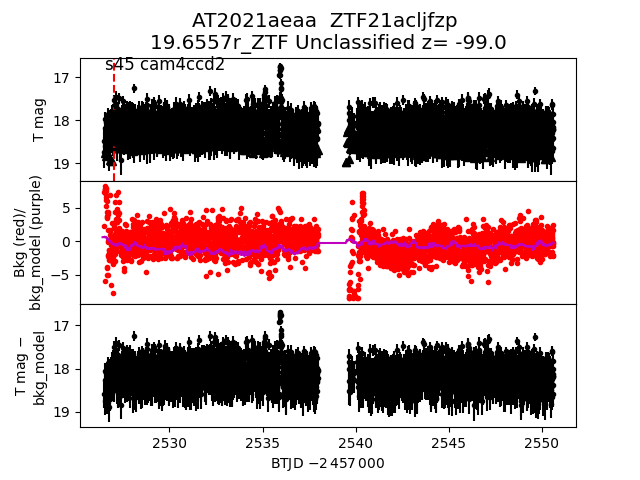 AT2021aeaa ZTF21acljfzp
19.6557r_ZTF Unclassified z= -99.0
s45 cam4ccd2
17
18
19
T mag
5
0
−5
Bkg (red)/
bkg_model (purple)
17
18
19
T mag −
bkg_model
2530
2535
2540
2545
2550
BTJD −2 457 000